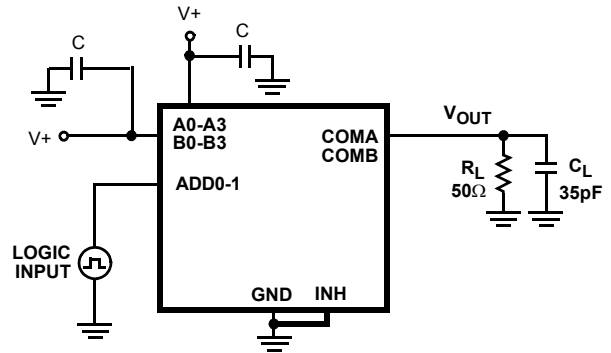 V+
C
C
V+
A0-A3
B0-B3
COMA
COMB
VOUT
ADD0-1
RL
50Ω
CL
35pF
LOGIC
INPUT
GND
INH